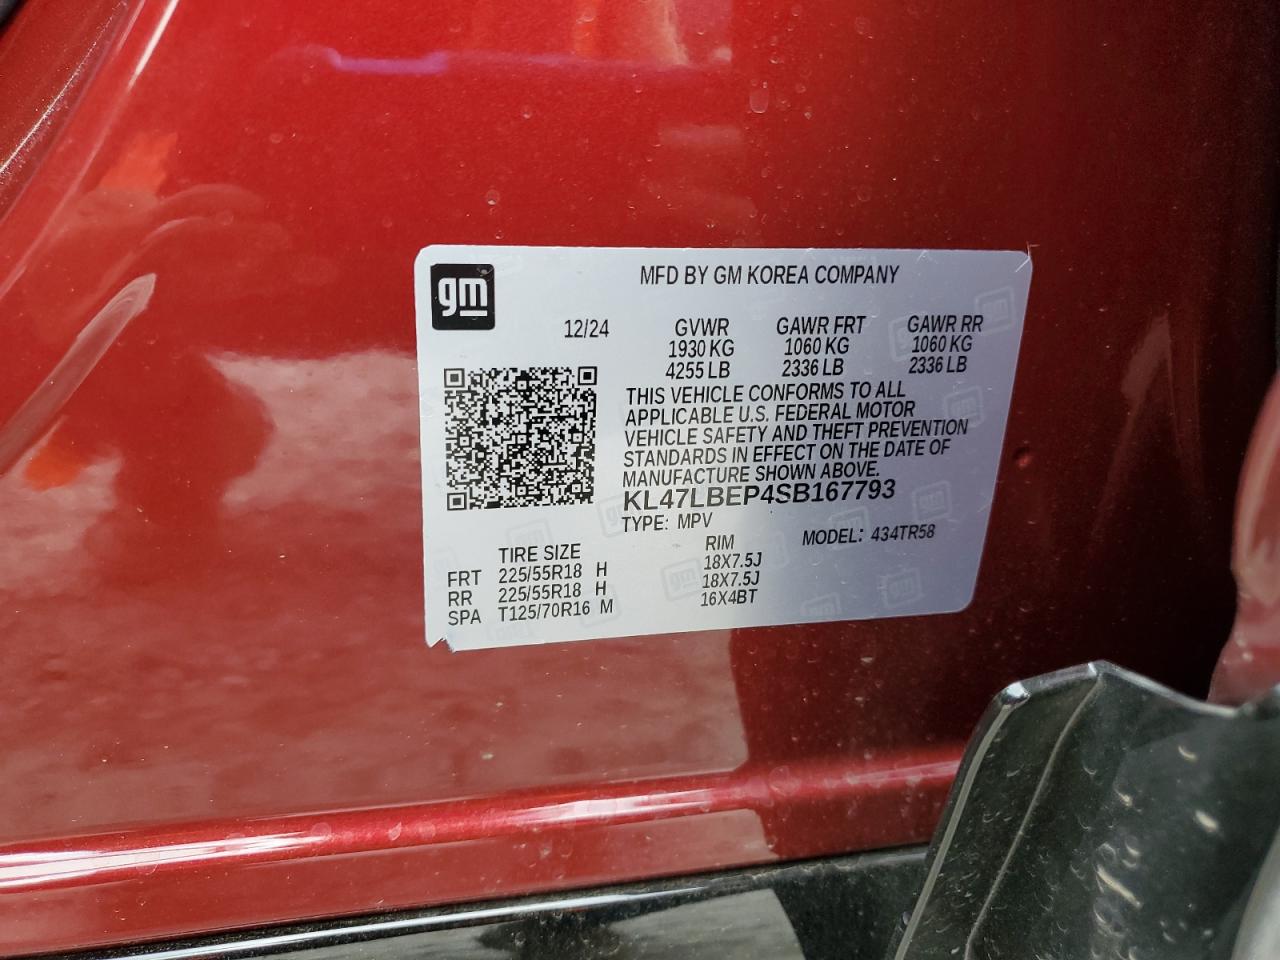 gm
MFD BY GM KOREA COMPANY
12/24 GVWR GAWR FRT GAWR RR
1930 KG 1060 KG 1060 KG
4255 LB 2336 LB 2336 LB
THIS VEHICLE CONFORMS TO ALL
APPLICABLE U.S. FEDERAL MOTOR
VEHICLE SAFETY AND THEFT PREVENTION
STANDARDS IN EFFECT ON THE DATE OF
MANUFACTURE SHOWN ABOVE.
KL47LBEP4SB167793
TYPE: MPV MODEL: 434TR58
TIRE SIZE RIM
FRT 225/55R18 H 18X7.5J
RR 225/55R18 H 18X7.5J
SPA T125/70R16 M 16X4BT